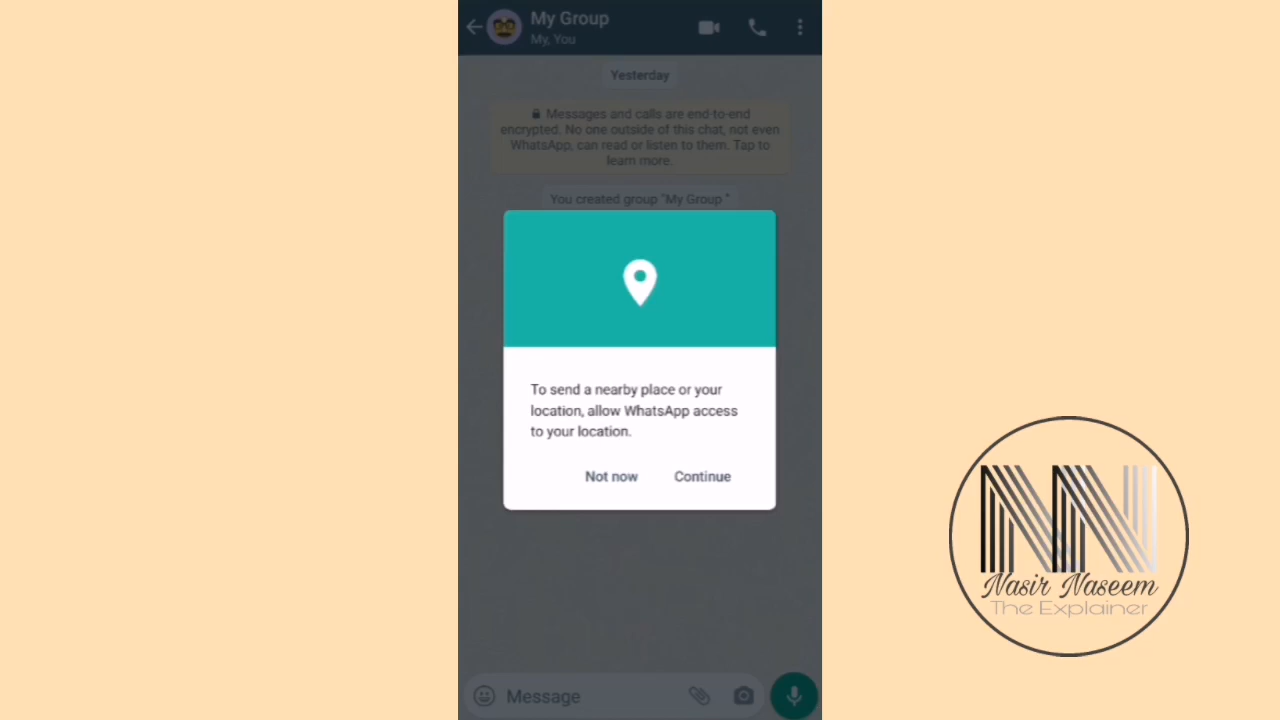 My Group
My, You
Yesterday
Messages and calls are end-to-end
encrypted. No one outside of this chat, not even
WhatsApp, can read or listen to them. Tap to
learn more.
You created group "My Group "
To send a nearby place or your
location, allow WhatsApp access
to your location.
Not now Continue
Message
NN
Nasir Naseem
The Explainer